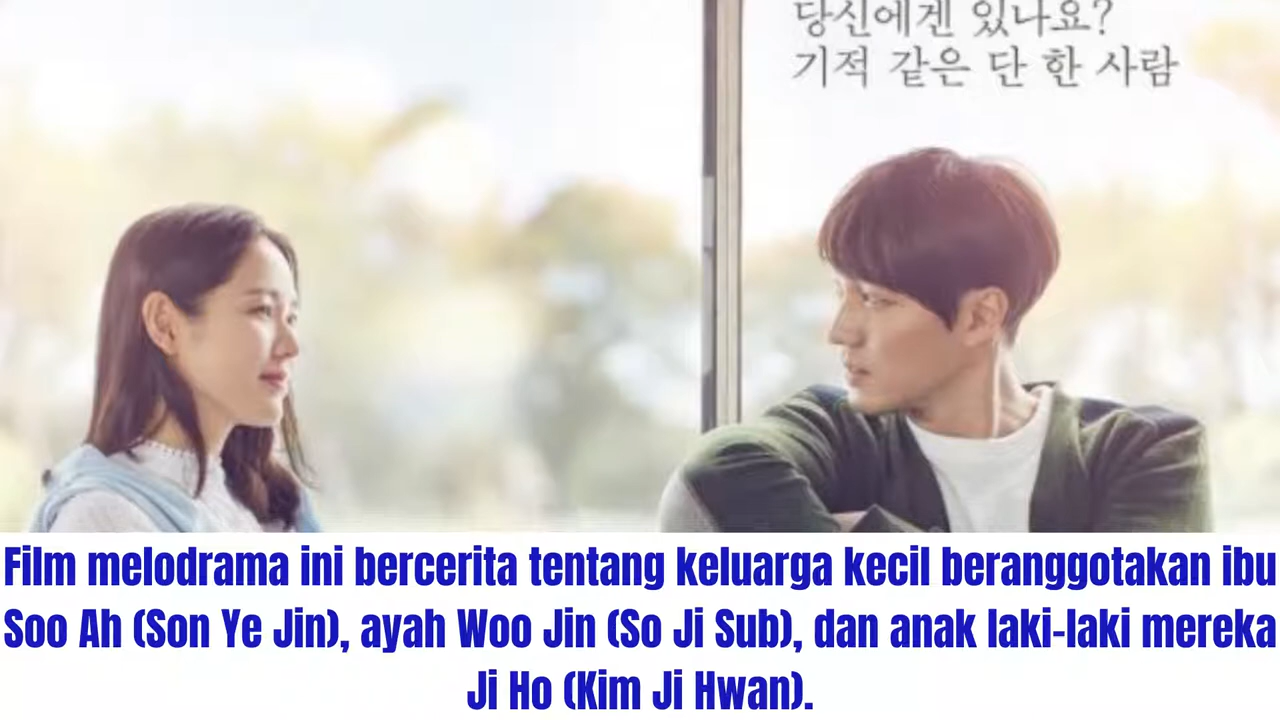 당신에겐 있나요?
기적 같은 단 한 사람
Film melodrama ini bercerita tentang keluarga kecil beranggotakan ibu
Soo Ah (Son Ye Jin), ayah Woo Jin (So Ji Sub), dan anak laki-laki mereka
Ji Ho (Kim Ji Hwan).